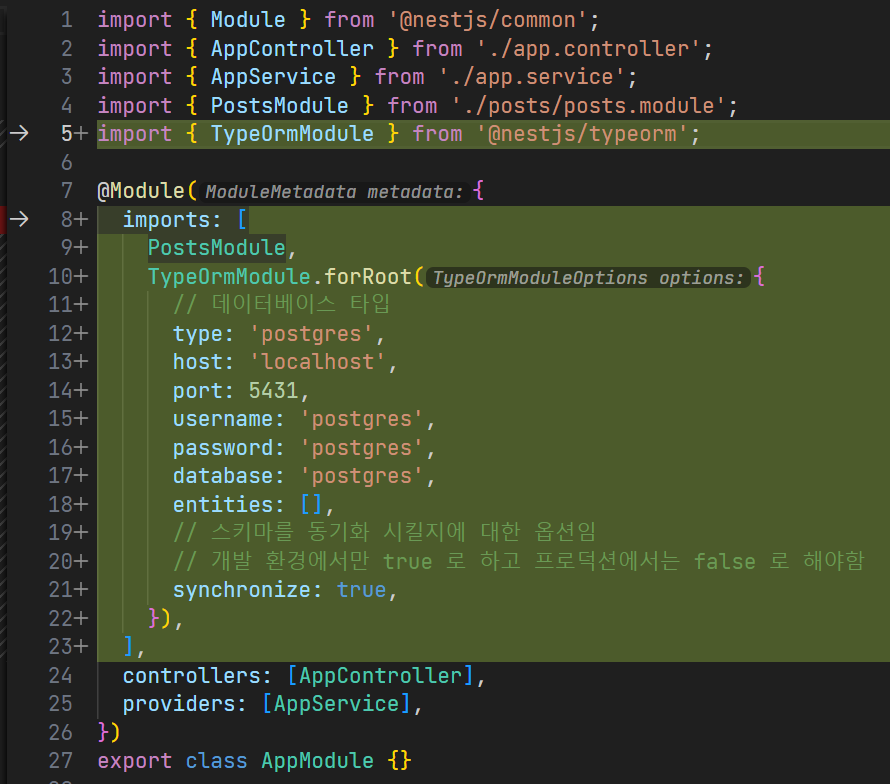 1 import { Module } from '@nestjs/common';
2 import { AppController } from './app.controller';
3 import { AppService } from './app.service';
4 import { PostsModule } from './posts/posts.module';
→ 5+ import { TypeOrmModule } from '@nestjs/typeorm';
6
7 @Module( ModuleMetadata metadata: {
→ 8+ imports: [
9+ PostsModule,
10+ TypeOrmModule.forRoot( TypeOrmModuleOptions options: {
11+ // 데이터베이스 타입
12+ type: 'postgres',
13+ host: 'localhost',
14+ port: 5431,
15+ username: 'postgres',
16+ password: 'postgres',
17+ database: 'postgres',
18+ entities: [],
19+ // 스키마를 동기화 시킬지에 대한 옵션임
20+ // 개발 환경에서만 true 로 하고 프로덕션에서는 false 로 해야함
21+ synchronize: true,
22+ }),
23+ ],
24 controllers: [AppController],
25 providers: [AppService],
26 })
27 export class AppModule {}